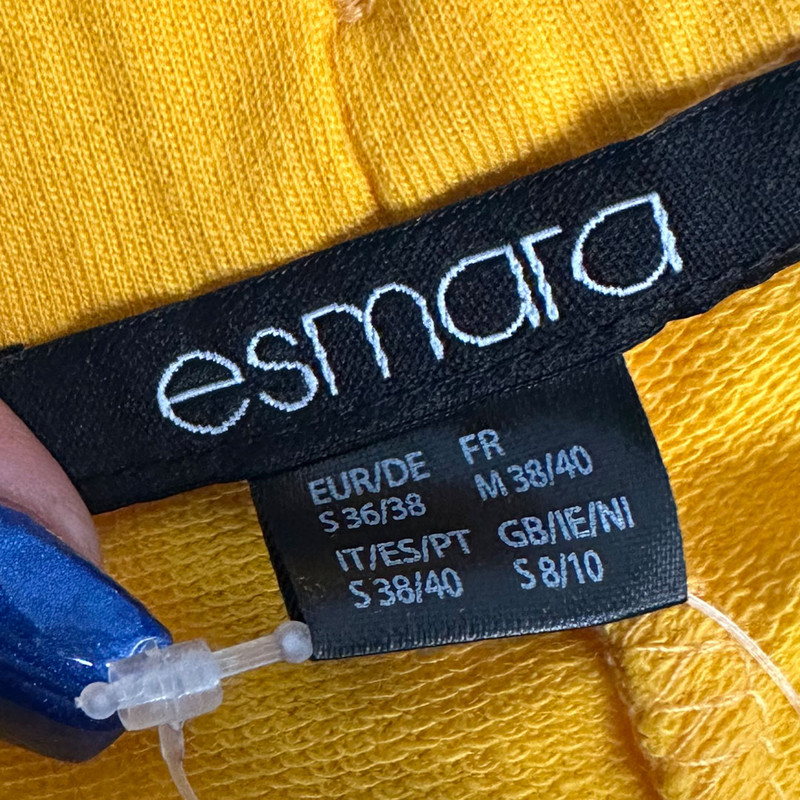 esmara
EUR/DE FR
S 36/38 M 38/40
IT/ES/PT GB/IE/NI
S 38/40 S 8/10